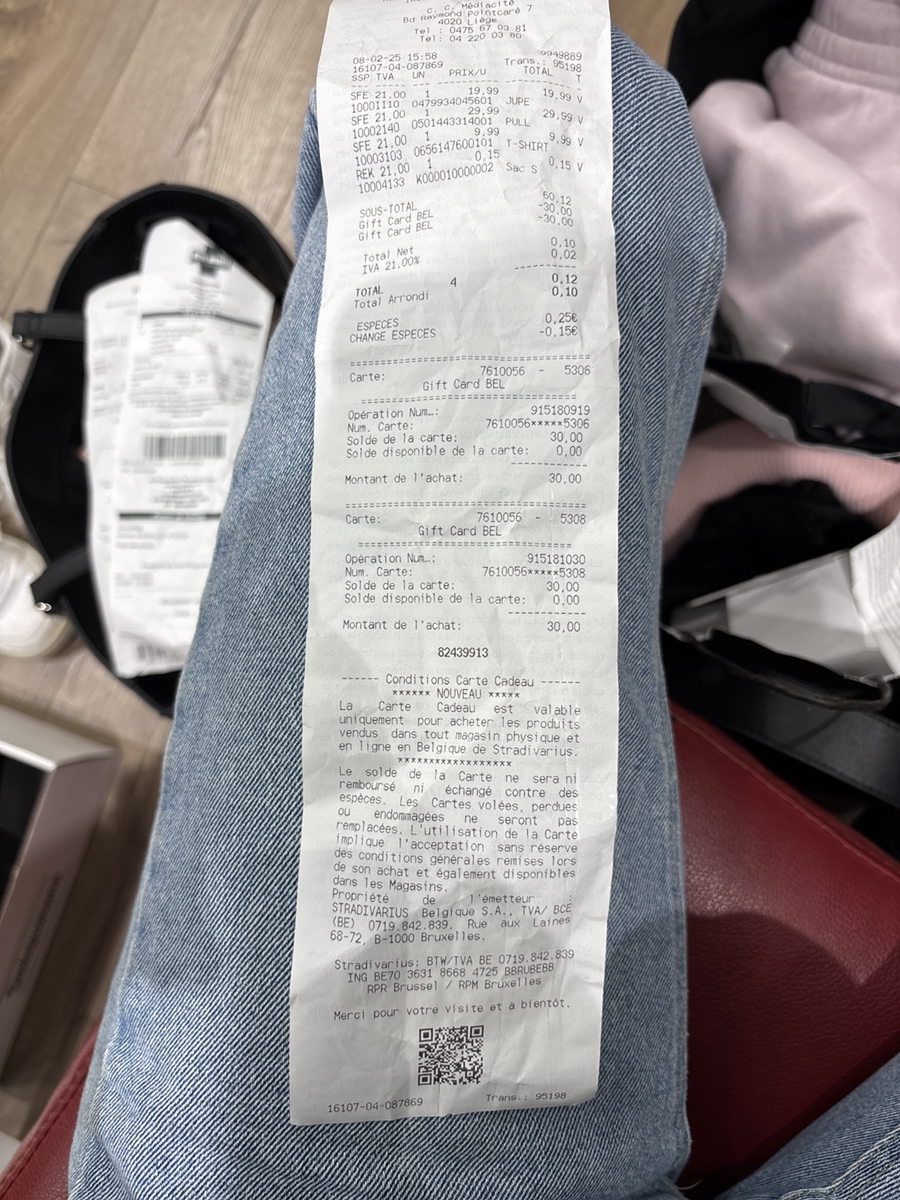 C. C. Médiacité
Bd Raymond Pointcaré 7
4020 Liège
Tel : 0475 67 03 81
Tel: 04 220 03 80
08-02-25 15:58 9949889
16107-04-087869 Trans.: 95198
SSP TVA UN PRIX/U TOTAL T
SFE 21,00 1 19,99 19,99 V
10001110 0479934045601 JUPE
SFE 21,00 1 29,99 29,99 V
10002140 0501443314001 PULL
SFE 21,00 1 9,99 9,99 V
10003103 0656147600101 T-SHIRT
REK 21,00 1 0,15 0,15 V
10004133 K000010000002 Sac S
SOUS-TOTAL 60,12
Gift Card BEL -30,00
Gift Card BEL -30,00
Total Net 0,10
IVA 21,00% 0,02
------------
TOTAL 4 0,12
Total Arrondi 0,10
ESPECES 0,25€
CHANGE ESPECES -0,15€
==============================
Carte: 7610056 - 5306
Gift Card BEL
==============================
Opération Num…: 915180919
Num. Carte: 7610056*****5306
Solde de la carte: 30,00
Solde disponible de la carte: 0,00
------------
Montant de l'achat: 30,00
==============================
Carte: 7610056 - 5308
Gift Card BEL
==============================
Opération Num…: 915181030
Num. Carte: 7610056*****5308
Solde de la carte: 30,00
Solde disponible de la carte: 0,00
------------
Montant de l'achat: 30,00
82439913
------ Conditions Carte Cadeau ------
****** NOUVEAU *****
La Carte Cadeau est valable
uniquement pour acheter les produits
vendus dans tout magasin physique et
en ligne en Belgique de Stradivarius.
******************
Le solde de la Carte ne sera ni
remboursé ni échangé contre des
espèces. Les Cartes volées, perdues
ou endommagées ne seront pas
remplacées. L'utilisation de la Carte
implique l'acceptation sans réserve
des conditions générales remises lors
de son achat et également disponibles
dans les Magasins.
Propriété de l'émetteur :
STRADIVARIUS Belgique S.A., TVA/ BCE
(BE) 0719.842.839, Rue aux Laines
68-72, B-1000 Bruxelles.
Stradivarius: BTW/TVA BE 0719.842.839
ING BE70 3631 8668 4725 BBRUBEBB
RPR Brussel / RPM Bruxelles
Merci pour votre visite et à bientôt.
16107-04-087869 Trans.: 95198